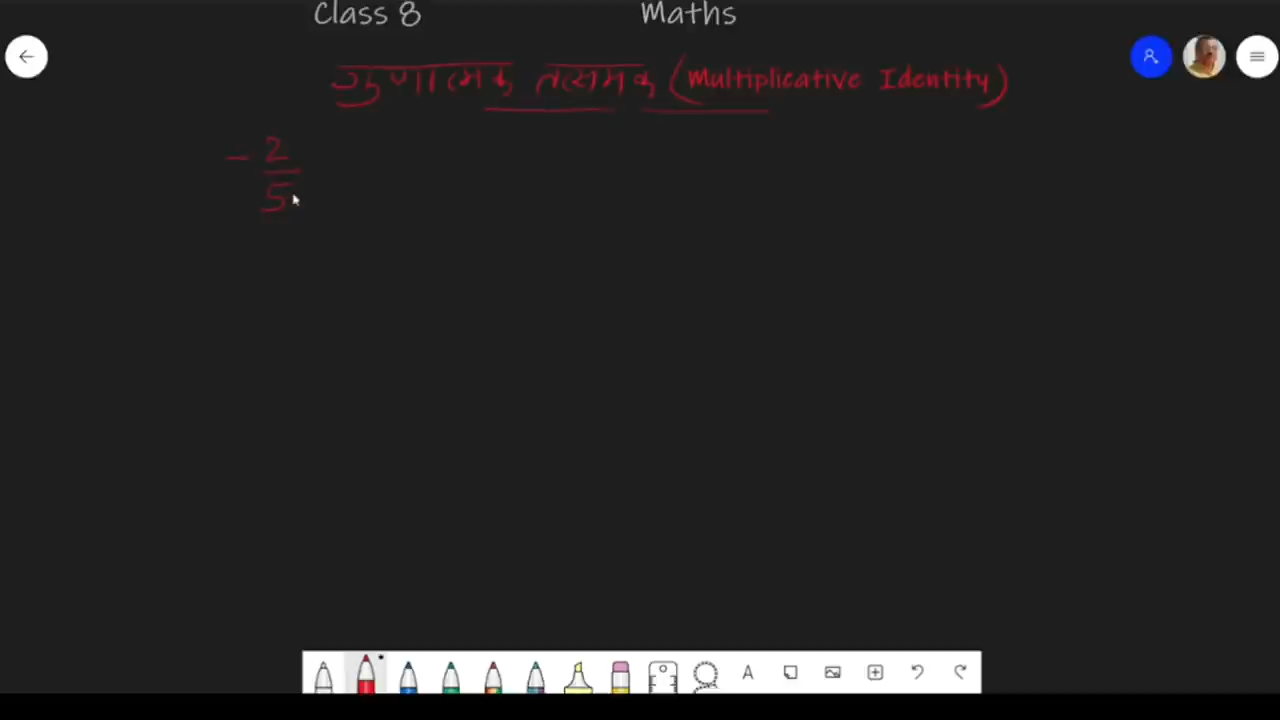 Class 8 Maths
गुणात्मक तत्समक (Multiplicative Identity)
- 2/5